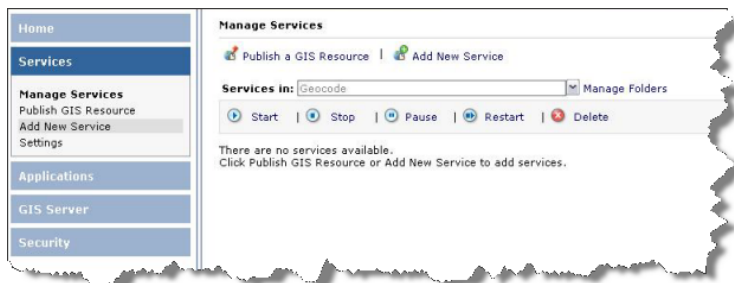 Home
Services
Manage Services
Publish GIS Resource
Add New Service
Settings
Applications
GIS Server
Security
Manage Services
Publish a GIS Resource | Add New Service
Services in: Geocode Manage Folders
Start | Stop | Pause | Restart | Delete
There are no services available.
Click Publish GIS Resource or Add New Service to add services.